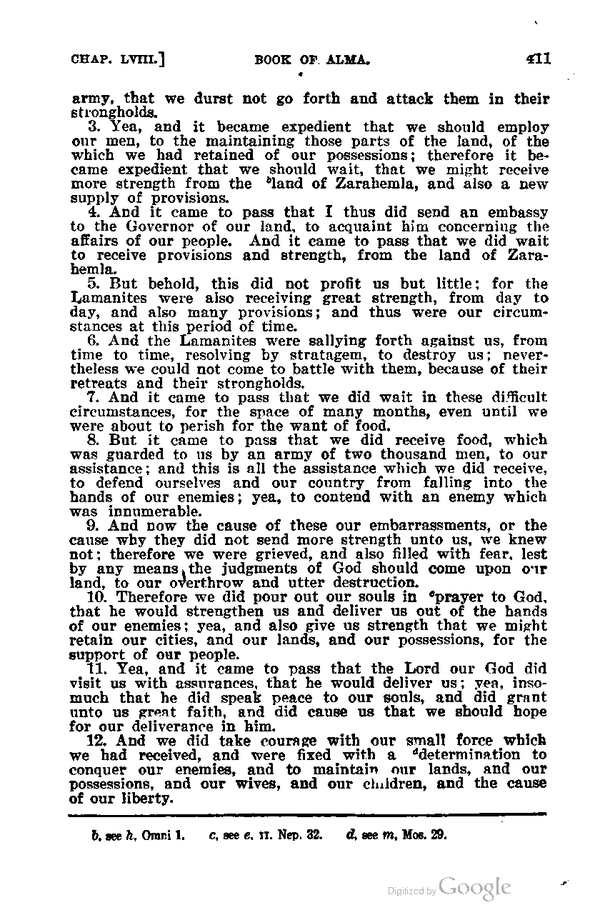 CHAP. LVIII.] BOOK OF ALMA. 411
army, that we durst not go forth and attack them in their
strongholds.
3. Yea, and it became expedient that we should employ
our men, to the maintaining those parts of the land, of the
which we had retained of our possessions; therefore it be-
came expedient that we should wait, that we might receive
more strength from the ᵇland of Zarahemla, and also a new
supply of provisions.
4. And it came to pass that I thus did send an embassy
to the Governor of our land, to acquaint him concerning the
affairs of our people. And it came to pass that we did wait
to receive provisions and strength, from the land of Zara-
hemla.
5. But behold, this did not profit us but little; for the
Lamanites were also receiving great strength, from day to
day, and also many provisions; and thus were our circum-
stances at this period of time.
6. And the Lamanites were sallying forth against us, from
time to time, resolving by stratagem, to destroy us; never-
theless we could not come to battle with them, because of their
retreats and their strongholds.
7. And it came to pass that we did wait in these difficult
circumstances, for the space of many months, even until we
were about to perish for the want of food.
8. But it came to pass that we did receive food, which
was guarded to us by an army of two thousand men, to our
assistance; and this is all the assistance which we did receive,
to defend ourselves and our country from falling into the
hands of our enemies; yea, to contend with an enemy which
was innumerable.
9. And now the cause of these our embarrassments, or the
cause why they did not send more strength unto us, we knew
not; therefore we were grieved, and also filled with fear, lest
by any means the judgments of God should come upon our
land, to our overthrow and utter destruction.
10. Therefore we did pour out our souls in ᶜprayer to God,
that he would strengthen us and deliver us out of the hands
of our enemies; yea, and also give us strength that we might
retain our cities, and our lands, and our possessions, for the
support of our people.
11. Yea, and it came to pass that the Lord our God did
visit us with assurances, that he would deliver us; yea, inso-
much that he did speak peace to our souls, and did grant
unto us great faith, and did cause us that we should hope
for our deliverance in him.
12. And we did take courage with our small force which
we had received, and were fixed with a ᵈdetermination to
conquer our enemies, and to maintain our lands, and our
possessions, and our wives, and our children, and the cause
of our liberty.
b, see h, Omni 1. c, see e, II. Nep. 32. d, see m, Mos. 29.
Digitized by Google